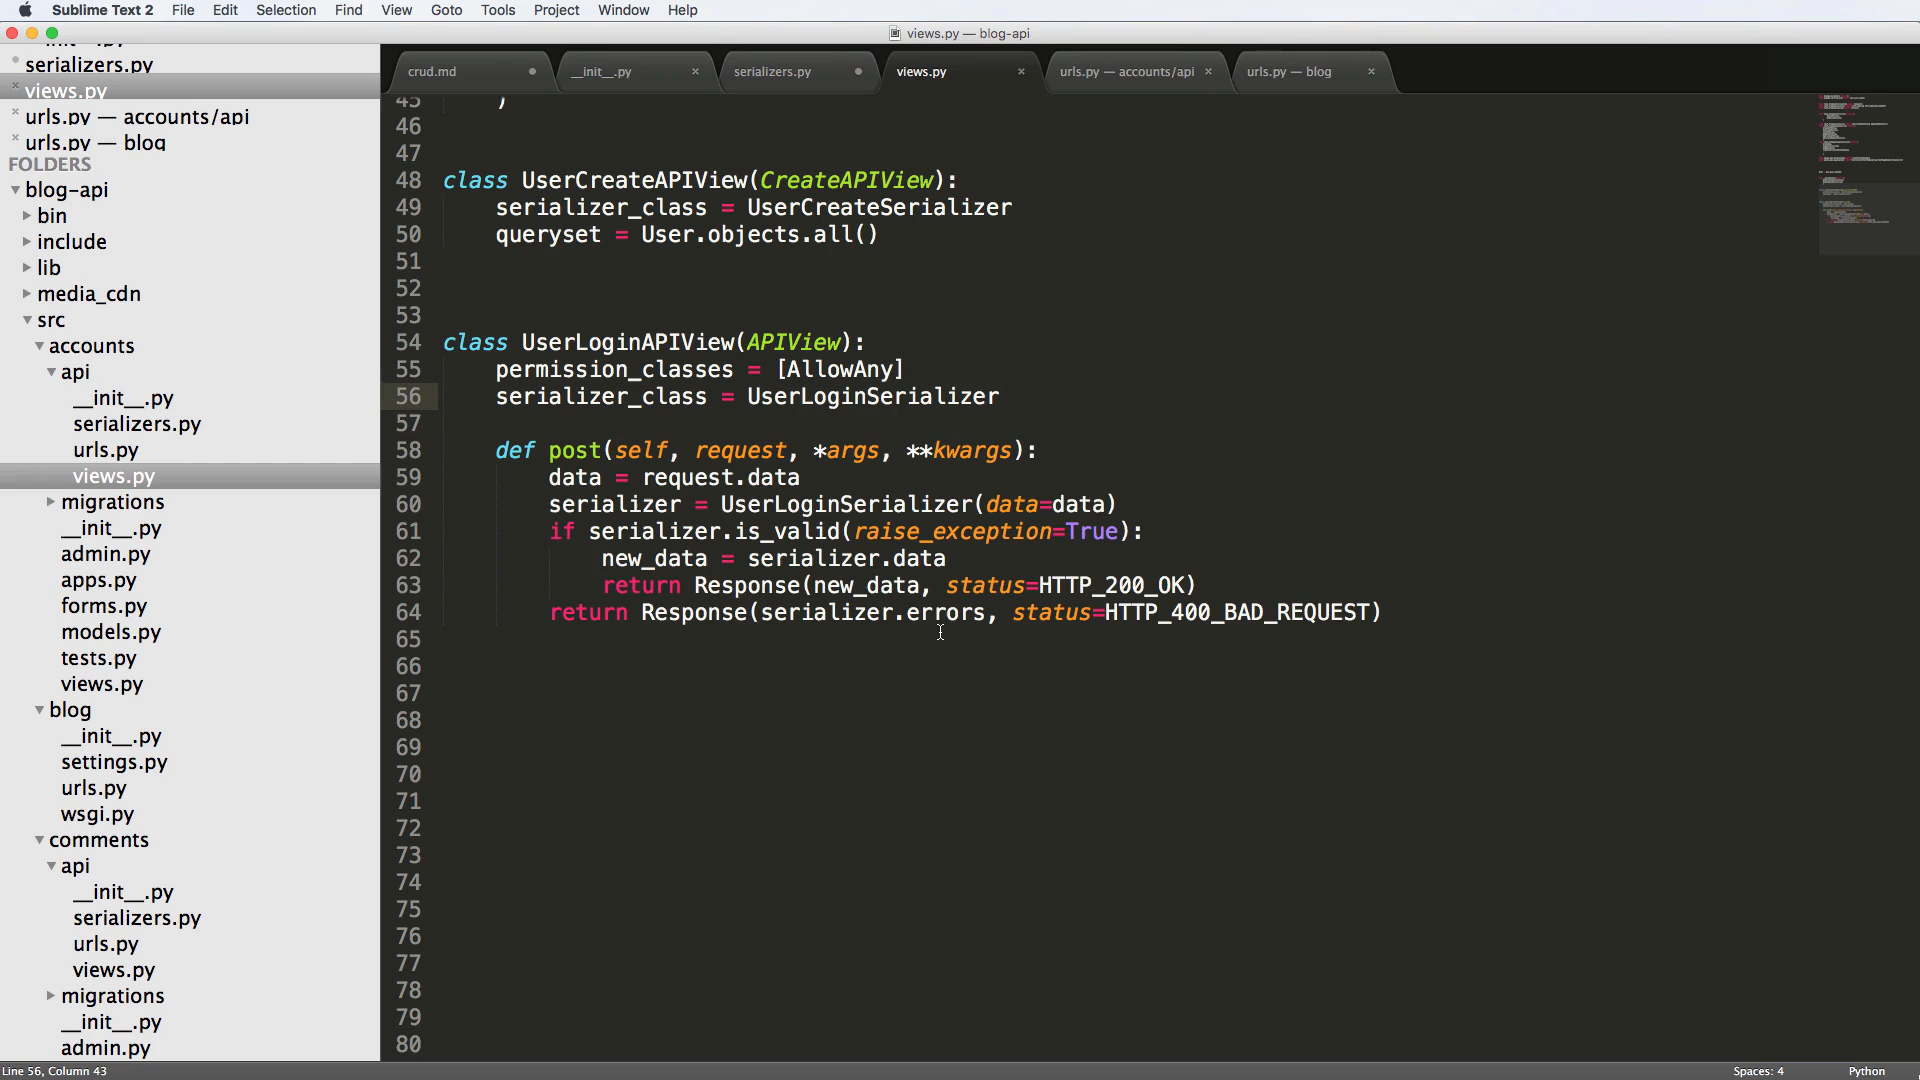 Sublime Text 2 File Edit Selection Find View Goto Tools Project Window Help
views.py — blog-api
crud.md __init__.py serializers.py views.py urls.py — accounts/api urls.py — blog
serializers.py
views.py
urls.py — accounts/api
urls.py — blog
FOLDERS
blog-api
bin
include
lib
media_cdn
src
accounts
api
__init__.py
serializers.py
urls.py
views.py
migrations
__init__.py
admin.py
apps.py
forms.py
models.py
tests.py
views.py
blog
__init__.py
settings.py
urls.py
wsgi.py
comments
api
__init__.py
serializers.py
urls.py
views.py
migrations
__init__.py
admin.py
45 )
46
47
48 class UserCreateAPIView(CreateAPIView):
49 serializer_class = UserCreateSerializer
50 queryset = User.objects.all()
51
52
53
54 class UserLoginAPIView(APIView):
55 permission_classes = [AllowAny]
56 serializer_class = UserLoginSerializer
57
58 def post(self, request, *args, **kwargs):
59 data = request.data
60 serializer = UserLoginSerializer(data=data)
61 if serializer.is_valid(raise_exception=True):
62 new_data = serializer.data
63 return Response(new_data, status=HTTP_200_OK)
64 return Response(serializer.errors, status=HTTP_400_BAD_REQUEST)
65
66
67
68
69
70
71
72
73
74
75
76
77
78
79
80
Line 56, Column 43 Spaces: 4 Python